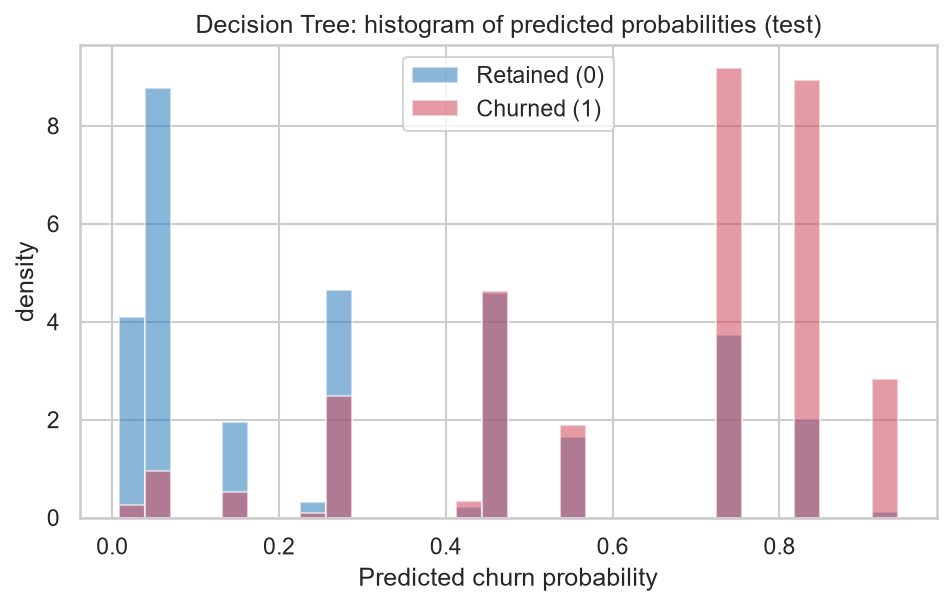 Decision Tree: histogram of predicted probabilities (test)
Retained (0)
Churned (1)
density
8
6
4
2
0
0.0 0.2 0.4 0.6 0.8
Predicted churn probability